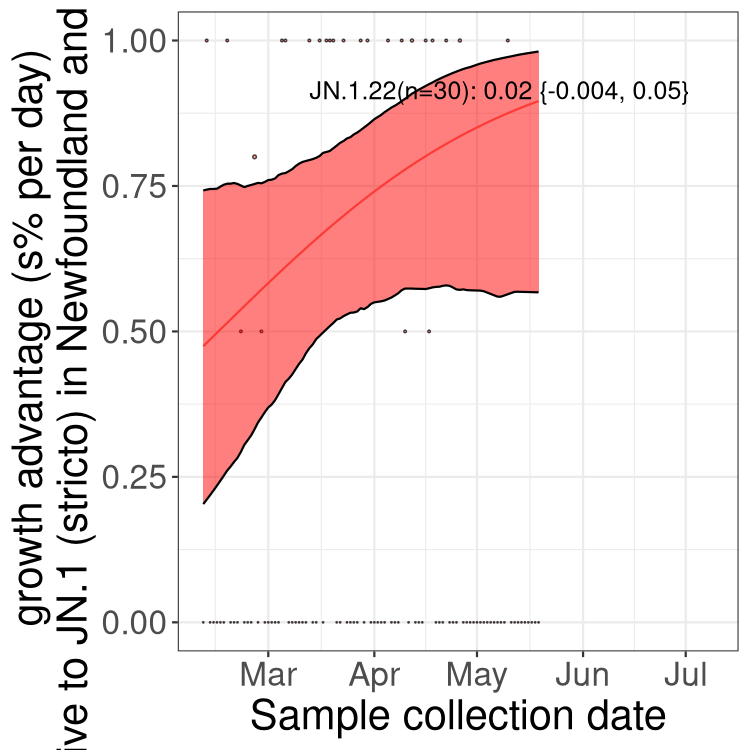 growth advantage (s% per day)
ive to JN.1 (stricto) in Newfoundland and
1.00
0.75
0.50
0.25
0.00
JN.1.22(n=30): 0.02 {-0.004, 0.05}
Mar Apr May Jun Jul
Sample collection date